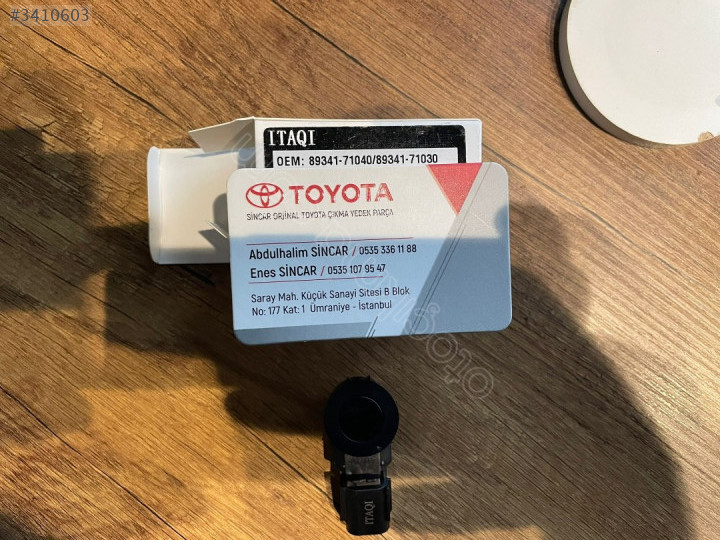 #3410603
ITAQI
OEM: 89341-71040/89341-71030
TOYOTA
SİNCAR ORJİNAL TOYOTA ÇIKMA YEDEK PARÇA
Abdulhalim SİNCAR / 0535 336 11 88
Enes SİNCAR / 0535 107 95 47
Saray Mah. Küçük Sanayi Sitesi B Blok
No: 177 Kat: 1 Ümraniye - İstanbul
ITAQI